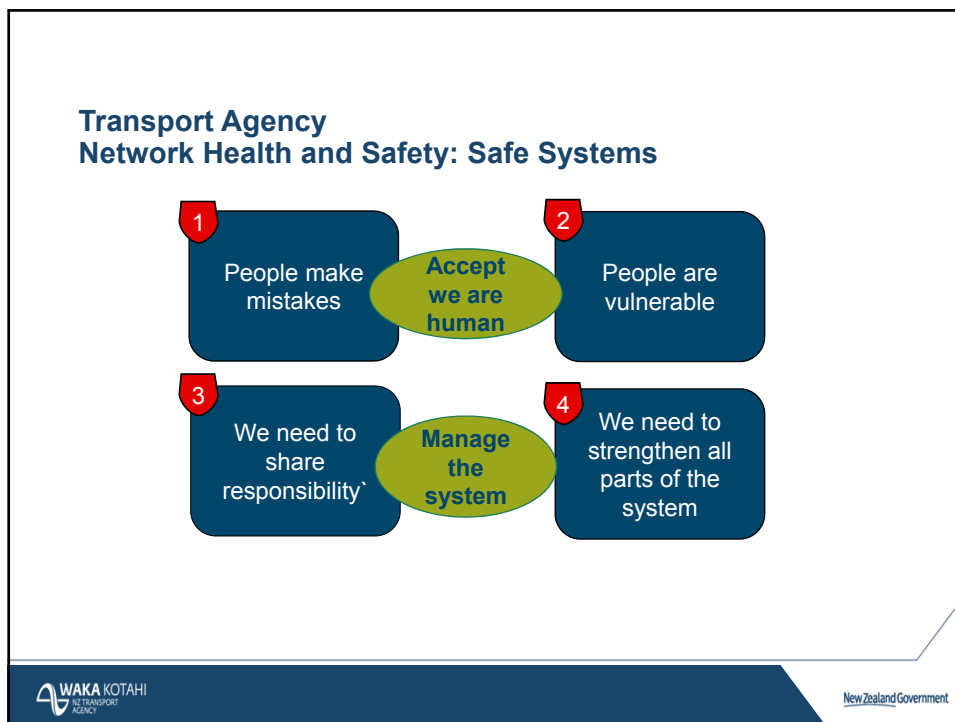 Transport Agency
Network Health and Safety: Safe Systems
1
People make
mistakes
Accept
we are
human
2
People are
vulnerable
3
We need to
share
responsibility`
Manage
the
system
4
We need to
strengthen all
parts of the
system
WAKA KOTAHI
NZ TRANSPORT
AGENCY
New Zealand Government